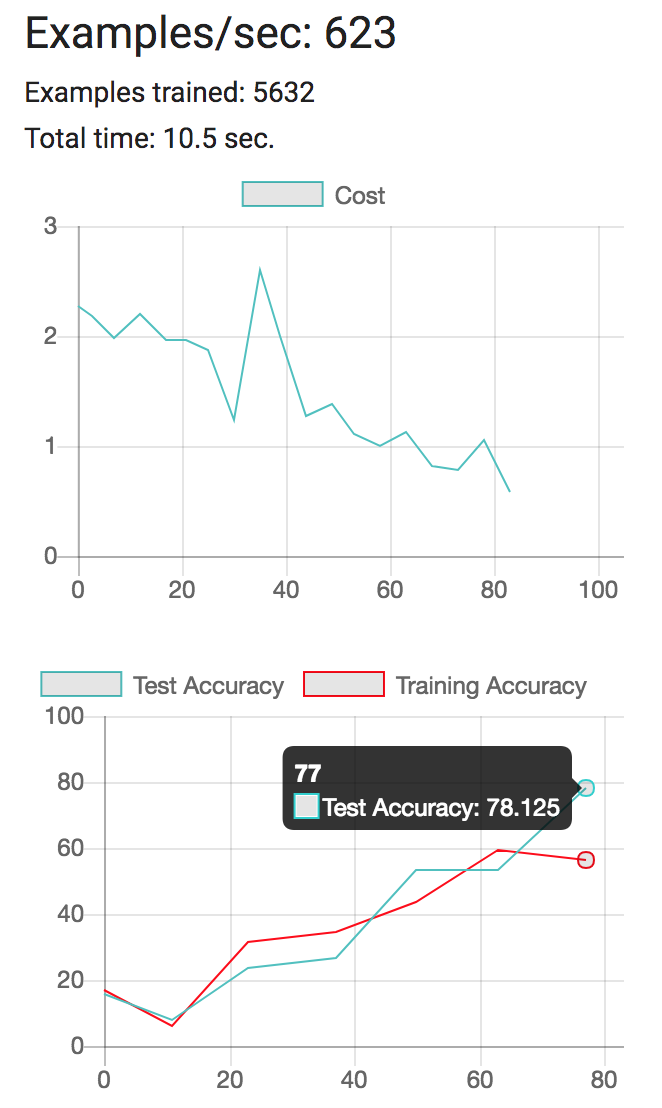 Examples/sec: 623
Examples trained: 5632
Total time: 10.5 sec.
Cost
3
2
1
0
0 20 40 60 80 100
Test Accuracy Training Accuracy
100
80
60
40
20
0
77
Test Accuracy: 78.125
0 20 40 60 80